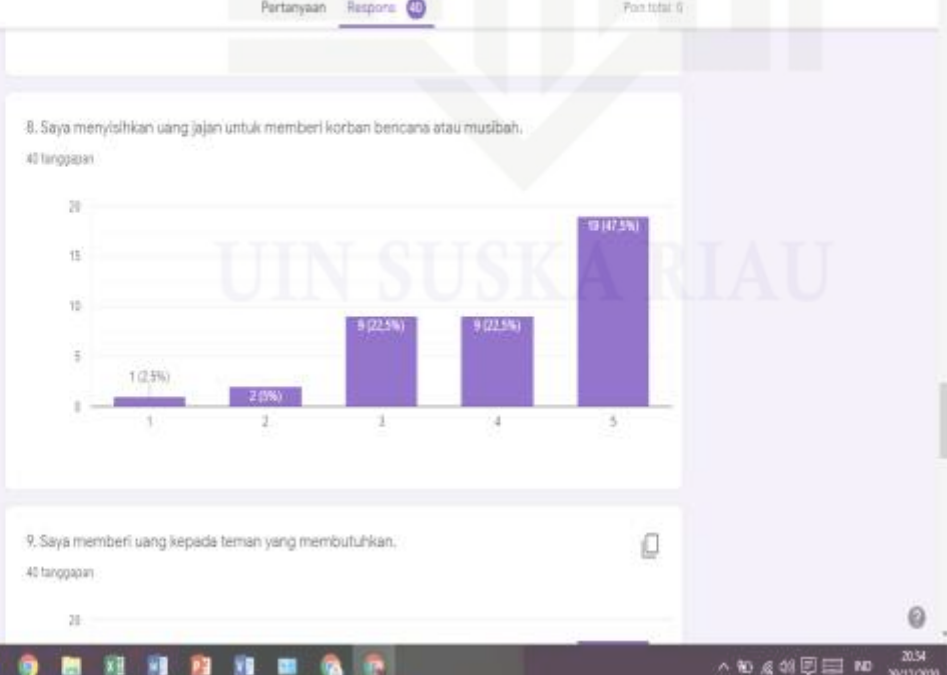 Pertanyaan Respons 40 Poin total: 0
8. Saya menyisihkan uang jajan untuk memberi korban bencana atau musibah.
40 tanggapan
20
15
10
5
0
1 (2,5%)
2 (5%)
9 (22,5%)
9 (22,5%)
19 (47,5%)
1 2 3 4 5
UIN SUSKA RIAU
9. Saya memberi uang kepada teman yang membutuhkan.
40 tanggapan
20
IND 20.54